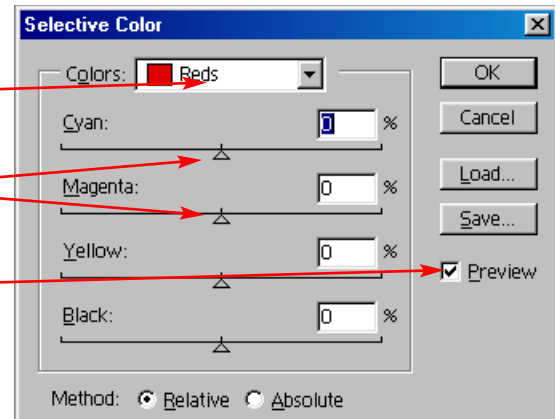 Selective Color
Colors: Reds
OK
Cyan: 0 %
Cancel
Magenta: 0 %
Load...
Save...
Yellow: 0 %
Preview
Black: 0 %
Method: Relative Absolute